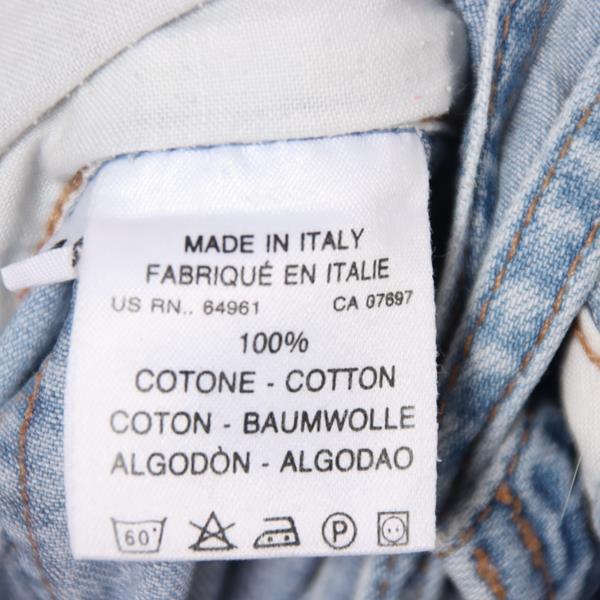 MADE IN ITALY
FABRIQUÉ EN ITALIE
US RN.. 64961 CA 07697
100%
COTONE - COTTON
COTON - BAUMWOLLE
ALGODÒN - ALGODAO
60° P